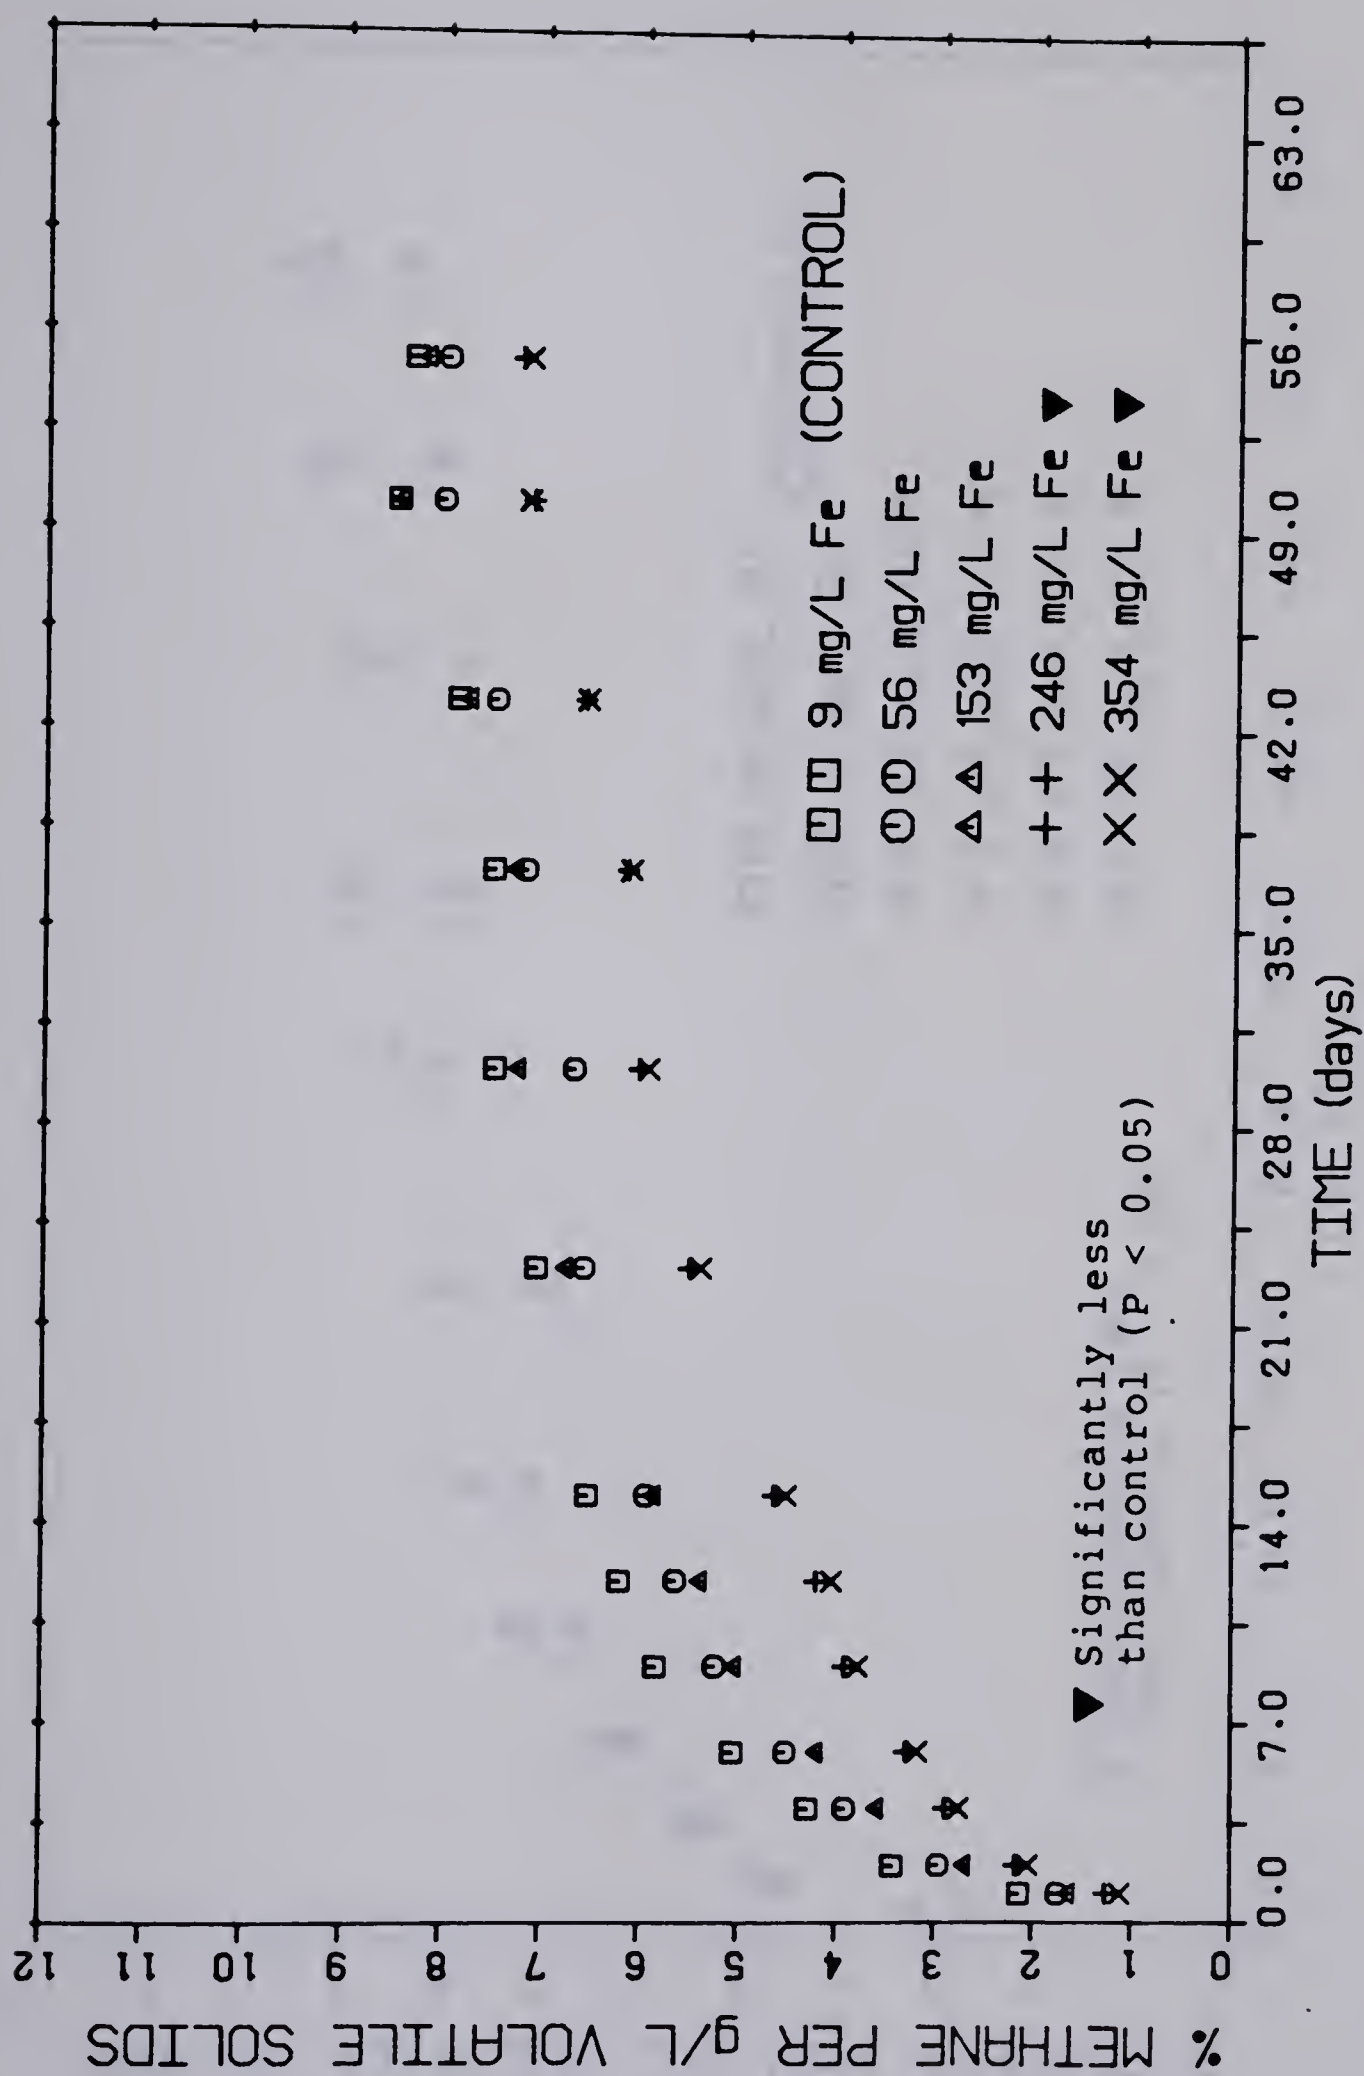 % METHANE PER g/L VOLATILE SOLIDS
12
11
10
9
8
7
6
5
4
3
2
1
0
9 mg/L Fe (CONTROL)
56 mg/L Fe
153 mg/L Fe
246 mg/L Fe ▼
354 mg/L Fe ▼
▼ Significantly less
than control (P < 0.05)
0.0 7.0 14.0 21.0 28.0 35.0 42.0 49.0 56.0 63.0
TIME (days)